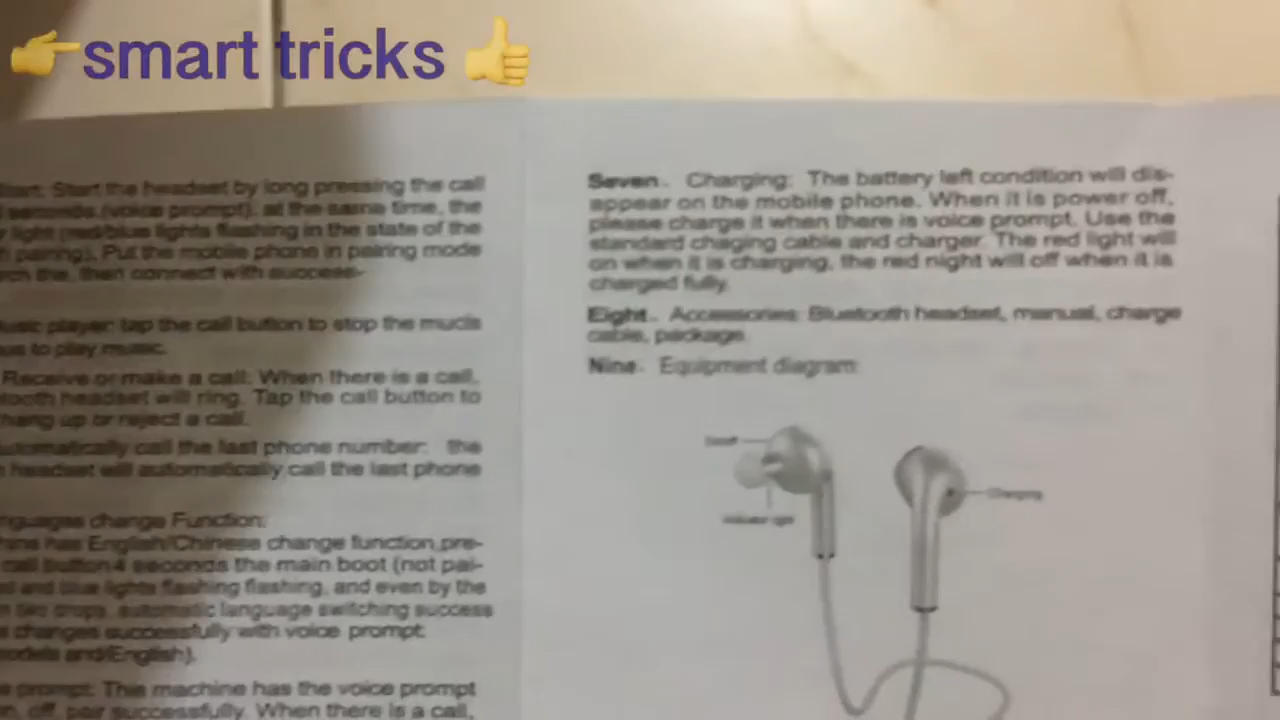 smart tricks
Start: Start the headset by long pressing the call
seconds (voice prompt), at the same time, the
light (red/blue lights flashing in the state of the
pairing). Put the mobile phone in pairing mode
the, then connect with success-
player: tap the call button to stop the mucis
to play music.
Receive or make a call: When there is a call,
headset will ring. Tap the call button to
hang up or reject a call.
automatically call the last phone number: the
headset will automatically call the last phone
change Function:
has English/Chinese change function, pre-
call button 4 seconds the main boot (not pai-
and blue lights flashing flashing, and even by the
two drops, automatic language switching success
changes successfully with voice prompt.
and/English).
prompt: This machine has the voice prompt
off, pair successfully. When there is a call,
Seven. Charging: The battery left condition will dis-
appear on the mobile phone. When it is power off,
please charge it when there is voice prompt. Use the
standard chaging cable and charger. The red light will
on when it is charging, the red night will off when it is
charged fully.
Eight. Accessories: Bluetooth headset, manual, charge
cable, package.
Nine. Equipment diagram:
Charging